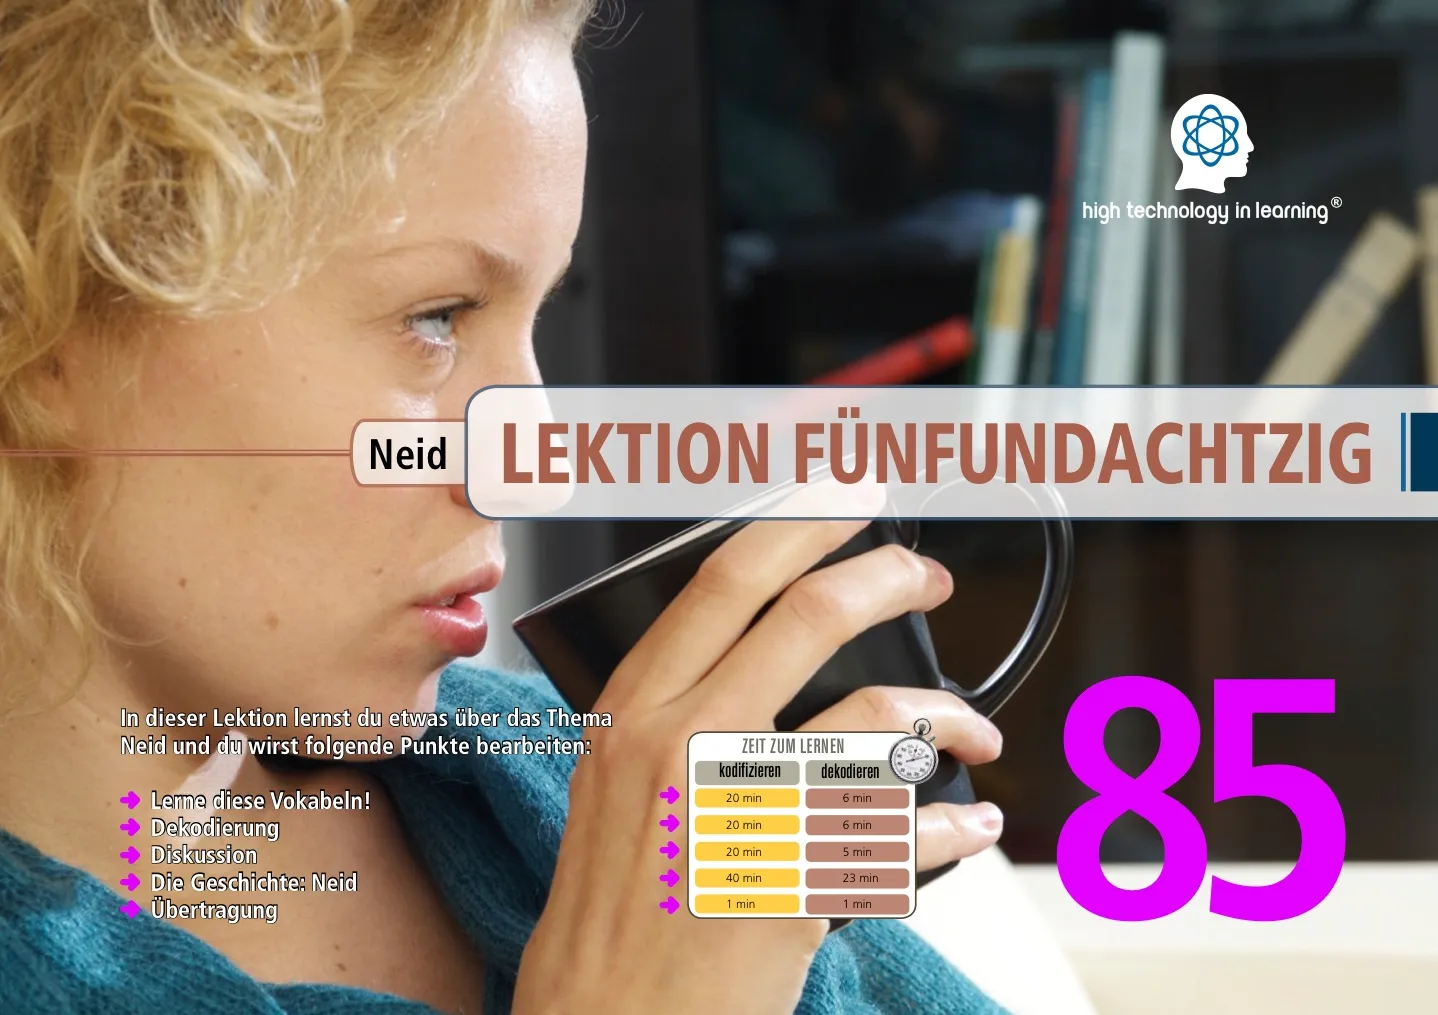 high technology in learning®
Neid
LEKTION FÜNFUNDACHTZIG
In dieser Lektion lernst du etwas über das Thema
Neid und du wirst folgende Punkte bearbeiten:
Lerne diese Vokabeln!
Dekodierung
Diskussion
Die Geschichte: Neid
Übertragung
ZEIT ZUM LERNEN
kodifizieren dekodieren
20 min 6 min
20 min 6 min
20 min 5 min
40 min 23 min
1 min 1 min
85